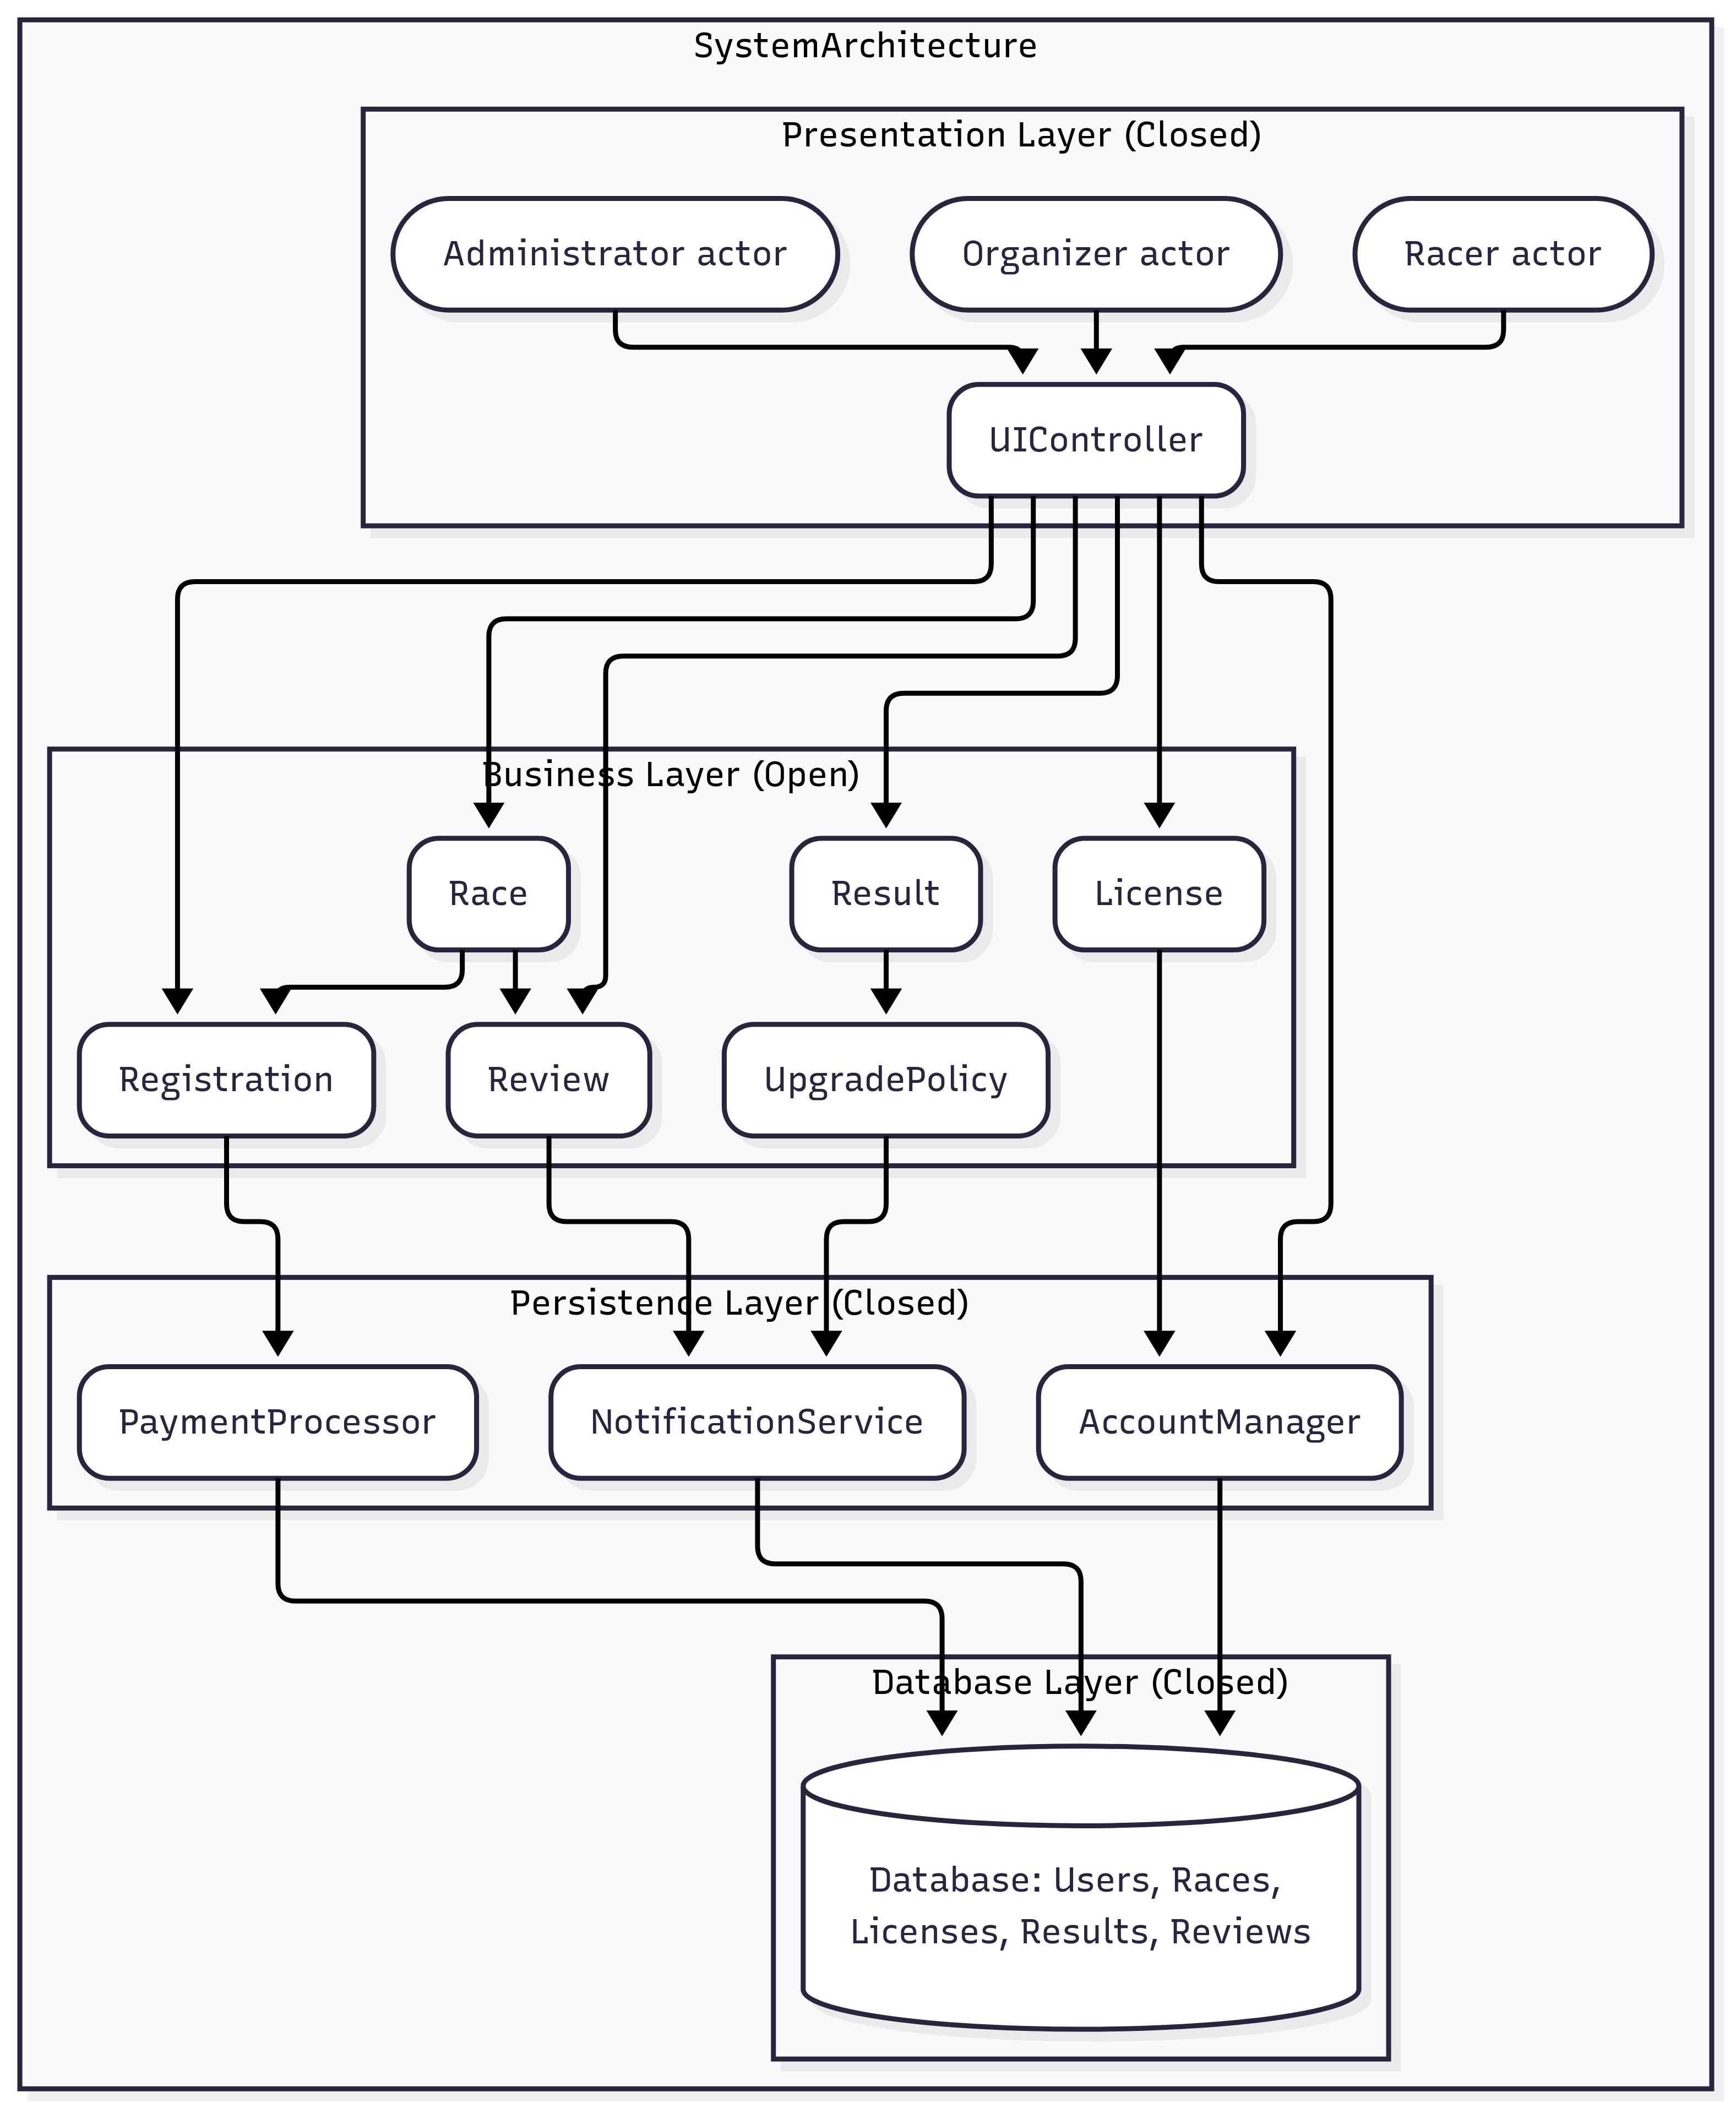 SystemArchitecture
Presentation Layer (Closed)
Administrator actor
Organizer actor
Racer actor
UIController
Business Layer (Open)
Race
Result
License
Registration
Review
UpgradePolicy
Persistence Layer (Closed)
PaymentProcessor
NotificationService
AccountManager
Database Layer (Closed)
Database: Users, Races,
Licenses, Results, Reviews